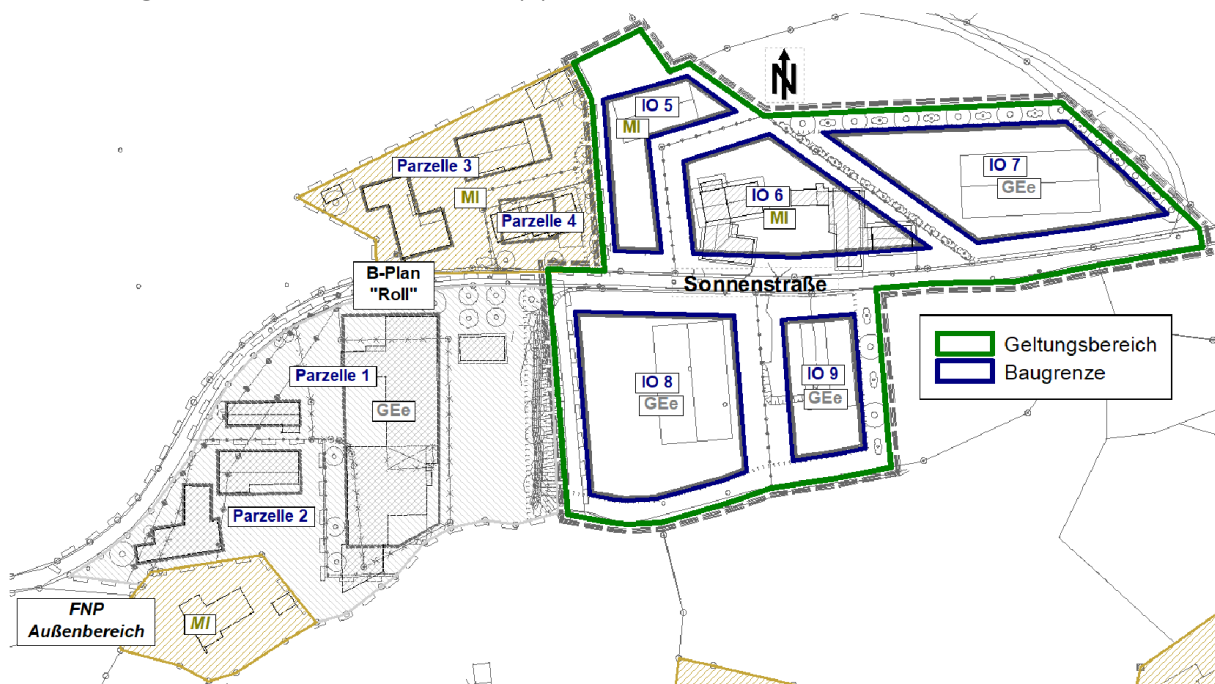 N
IO 5
MI
IO 7
GEe
Parzelle 3
MI
IO 6
MI
Parzelle 4
B-Plan
"Roll"
Sonnenstraße
Geltungsbereich
Baugrenze
Parzelle 1
GEe
IO 8
GEe
IO 9
GEe
Parzelle 2
FNP
Außenbereich
MI